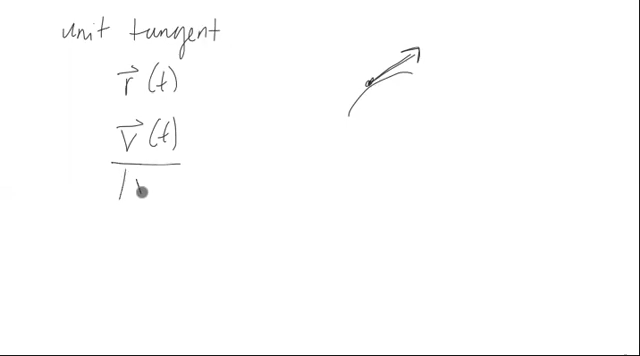 unit tangent
r⃗(t)
v⃗(t)
|